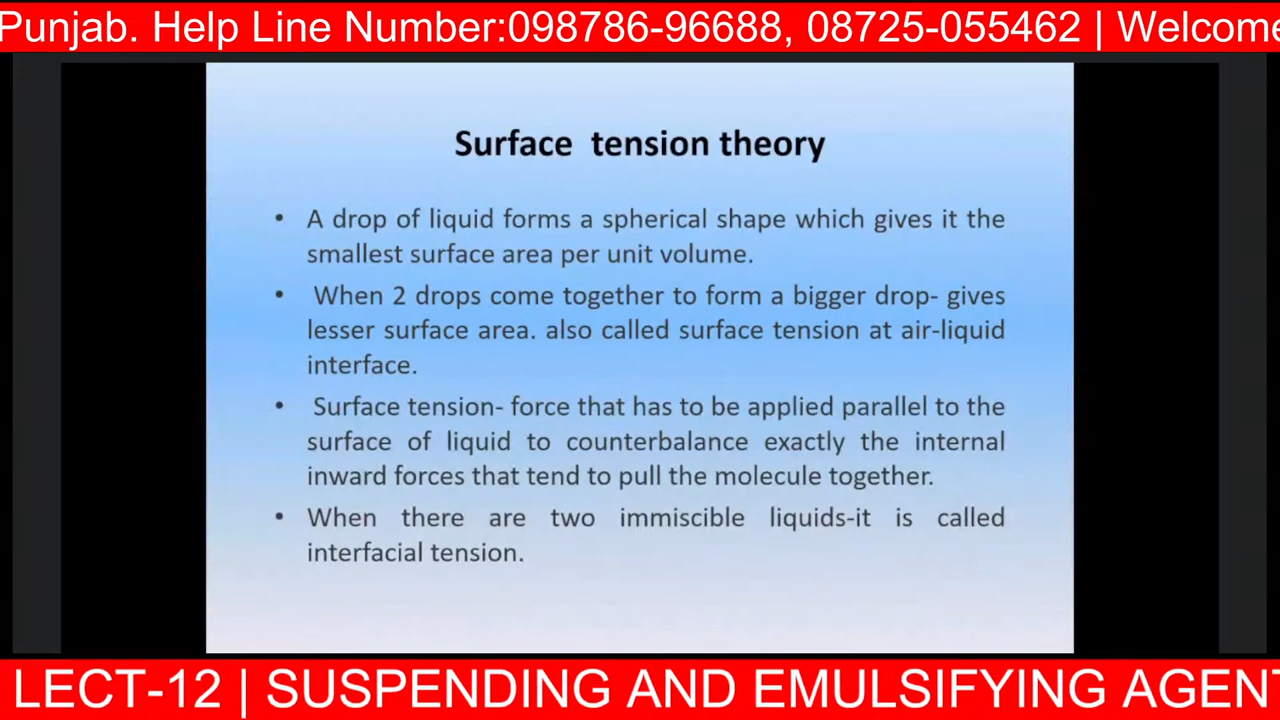 Punjab. Help Line Number:098786-96688, 08725-055462 | Welcome
Surface tension theory
• A drop of liquid forms a spherical shape which gives it the
smallest surface area per unit volume.
• When 2 drops come together to form a bigger drop- gives
lesser surface area. also called surface tension at air-liquid
interface.
• Surface tension- force that has to be applied parallel to the
surface of liquid to counterbalance exactly the internal
inward forces that tend to pull the molecule together.
• When there are two immiscible liquids-it is called
interfacial tension.
LECT-12 | SUSPENDING AND EMULSIFYING AGENT